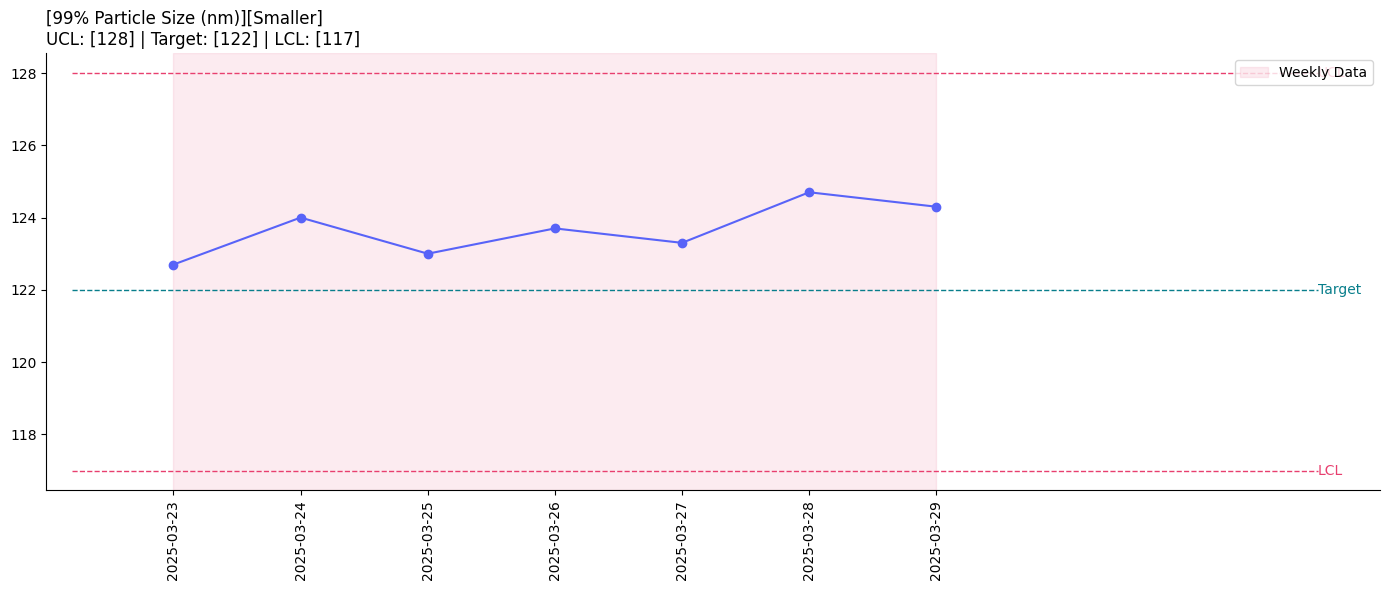 [99% Particle Size (nm)][Smaller]
UCL: [128] | Target: [122] | LCL: [117]
128
126
124
122
120
118
Weekly Data
Target
LCL
2025-03-23
2025-03-24
2025-03-25
2025-03-26
2025-03-27
2025-03-28
2025-03-29